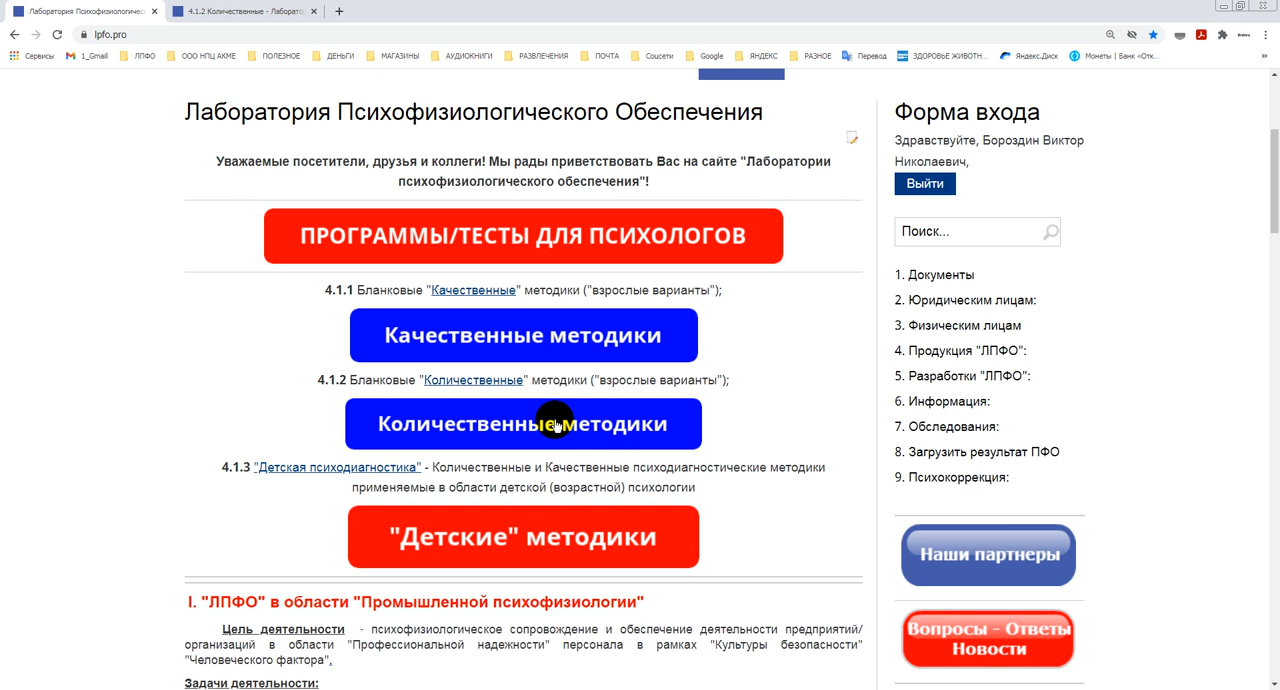 Лаборатория Психофизиологич
4.1.2 Количественные - Лаборатор
lpfo.pro
Сервисы
1_Gmail
ЛПФО
ООО НПЦ АКМЕ
ПОЛЕЗНОЕ
ДЕНЬГИ
МАГАЗИНЫ
АУДИОКНИГИ
РАЗВЛЕЧЕНИЯ
ПОЧТА
Соцсети
Google
ЯНДЕКС
РАЗНОЕ
Перевод
ЗДОРОВЬЕ ЖИВОТН...
Яндекс.Диск
Монеты | Банк «Отк...
Лаборатория Психофизиологического Обеспечения
Уважаемые посетители, друзья и коллеги! Мы рады приветствовать Вас на сайте "Лаборатории
психофизиологического обеспечения"!
ПРОГРАММЫ/ТЕСТЫ ДЛЯ ПСИХОЛОГОВ
4.1.1 Бланковые "Качественные" методики ("взрослые варианты");
Качественные методики
4.1.2 Бланковые "Количественные" методики ("взрослые варианты");
Количественные методики
4.1.3 "Детская психодиагностика" - Количественные и Качественные психодиагностические методики
применяемые в области детской (возрастной) психологии
"Детские" методики
I. "ЛПФО" в области "Промышленной психофизиологии"
Цель деятельности - психофизиологическое сопровождение и обеспечение деятельности предприятий/
организаций в области "Профессиональной надежности" персонала в рамках "Культуры безопасности"
"Человеческого фактора".
Задачи деятельности:
Форма входа
Здравствуйте, Бороздин Виктор
Николаевич,
Выйти
Поиск...
1. Документы
2. Юридическим лицам:
3. Физическим лицам
4. Продукция "ЛПФО":
5. Разработки "ЛПФО":
6. Информация:
7. Обследования:
8. Загрузить результат ПФО
9. Психокоррекция:
Наши партнеры
Вопросы - Ответы
Новости